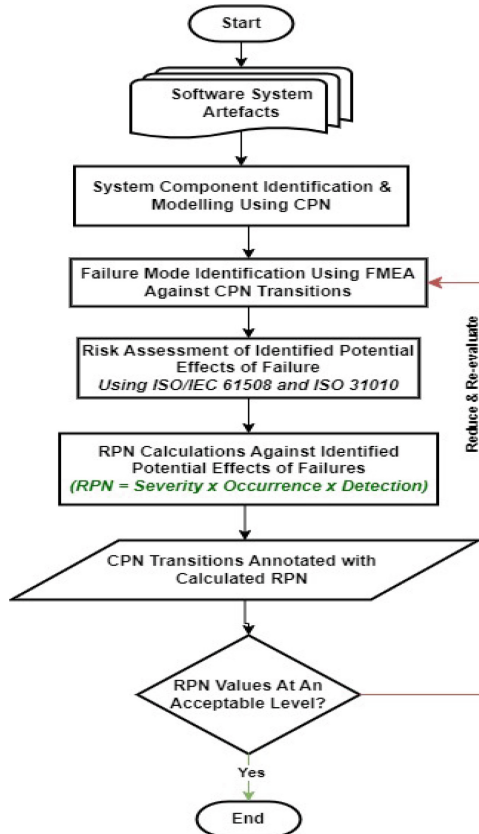 Start
Software System
Artefacts
System Component Identification &
Modelling Using CPN
Failure Mode Identification Using FMEA
Against CPN Transitions
Reduce & Re-evaluate
Risk Assessment of Identified Potential
Effects of Failure
Using ISO/IEC 61508 and ISO 31010
RPN Calculations Against Identified
Potential Effects of Failures
(RPN = Severity x Occurrence x Detection)
CPN Transitions Annotated with
Calculated RPN
RPN Values At An
Acceptable Level?
Yes
End